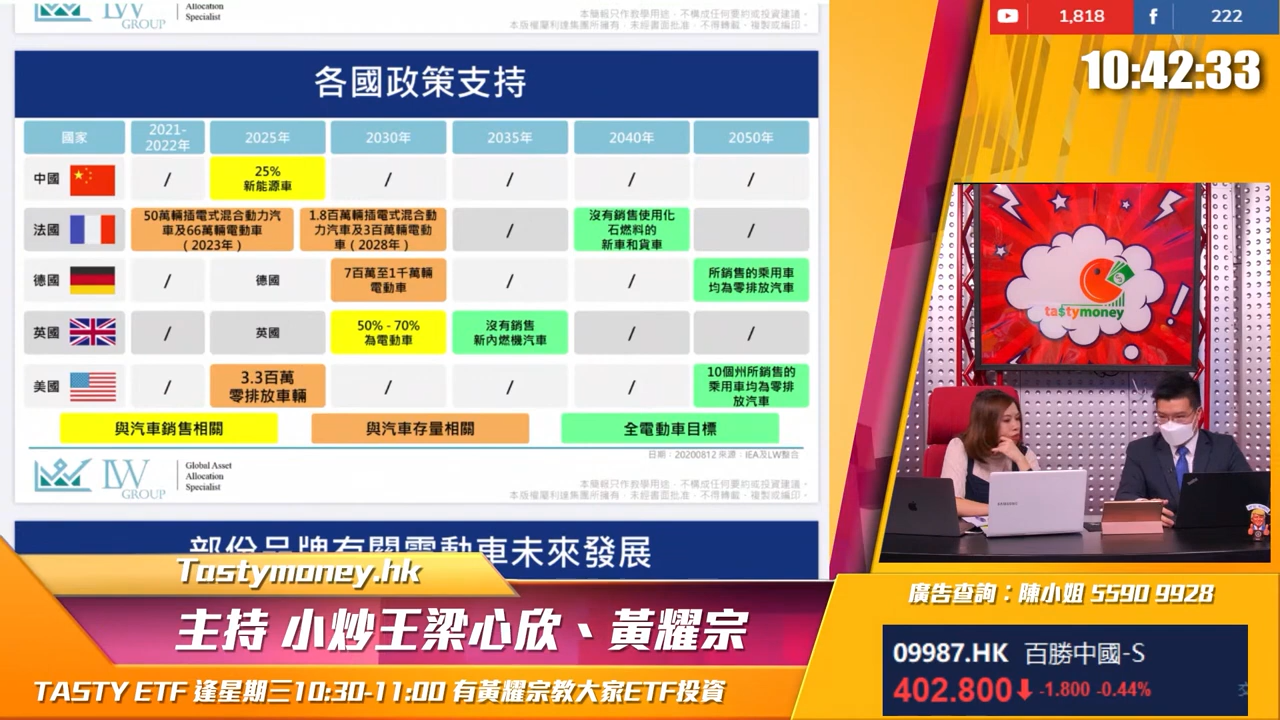 LW
GROUP
Allocation
Specialist
本簡報只作教學用途，不構成任何要約或投資建議。
本版權屬利達集團所擁有，未經書面批准，不得轉載、複製或編印。
1,818
222
10:42:33
各國政策支持
國家
2021-
2022年
2025年
2030年
2035年
2040年
2050年
中國
/
25%
新能源車
/
/
/
/
法國
50萬輛插電式混合動力汽
車及66萬輛電動車
（2023年）
1.8百萬輛插電式混合動
力汽車及3百萬輛電動
車（2028年）
/
沒有銷售使用化
石燃料的
新車和貨車
/
德國
/
德國
7百萬至1千萬輛
電動車
/
/
所銷售的乘用車
均為零排放汽車
英國
/
英國
50% - 70%
為電動車
沒有銷售
新內燃機汽車
/
/
美國
/
3.3百萬
零排放車輛
/
/
/
10個州所銷售的
乘用車均為零排
放汽車
與汽車銷售相關
與汽車存量相關
全電動車目標
日期：20200812 來源：IEA及LW整合
LW
GROUP
Global Asset
Allocation
Specialist
本簡報只作教學用途，不構成任何要約或投資建議。
本版權屬利達集團所擁有，未經書面批准，不得轉載、複製或編印。
部份品牌有關電動車未來發展
ta$tymoney
SAMSUNG
Tastymoney.hk
主持 小炒王梁心欣、黃耀宗
TASTY ETF 逢星期三10:30-11:00 有黃耀宗教大家ETF投資
廣告查詢：陳小姐 5590 9928
09987.HK 百勝中國-S
402.800 -1.800 -0.44%